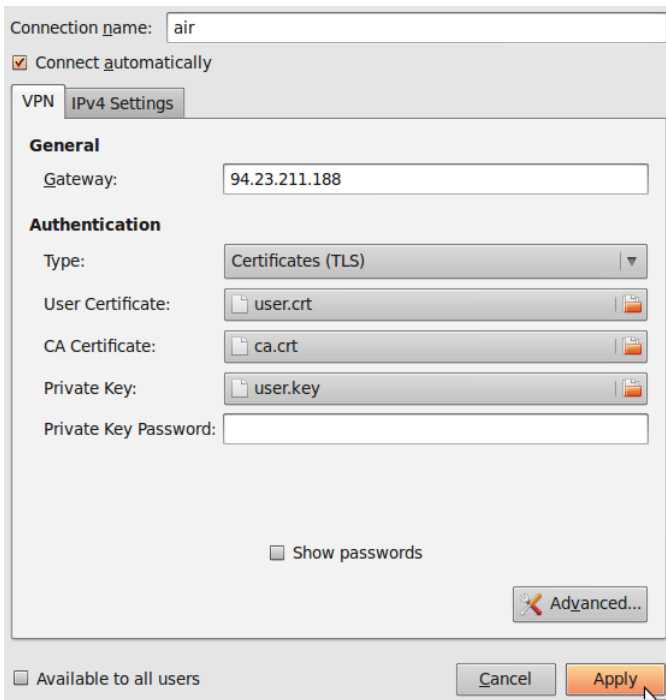 Connection name: air
Connect automatically
VPN IPv4 Settings
General
Gateway: 94.23.211.188
Authentication
Type: Certificates (TLS)
User Certificate: user.crt
CA Certificate: ca.crt
Private Key: user.key
Private Key Password:
Show passwords
Advanced...
Available to all users Cancel Apply